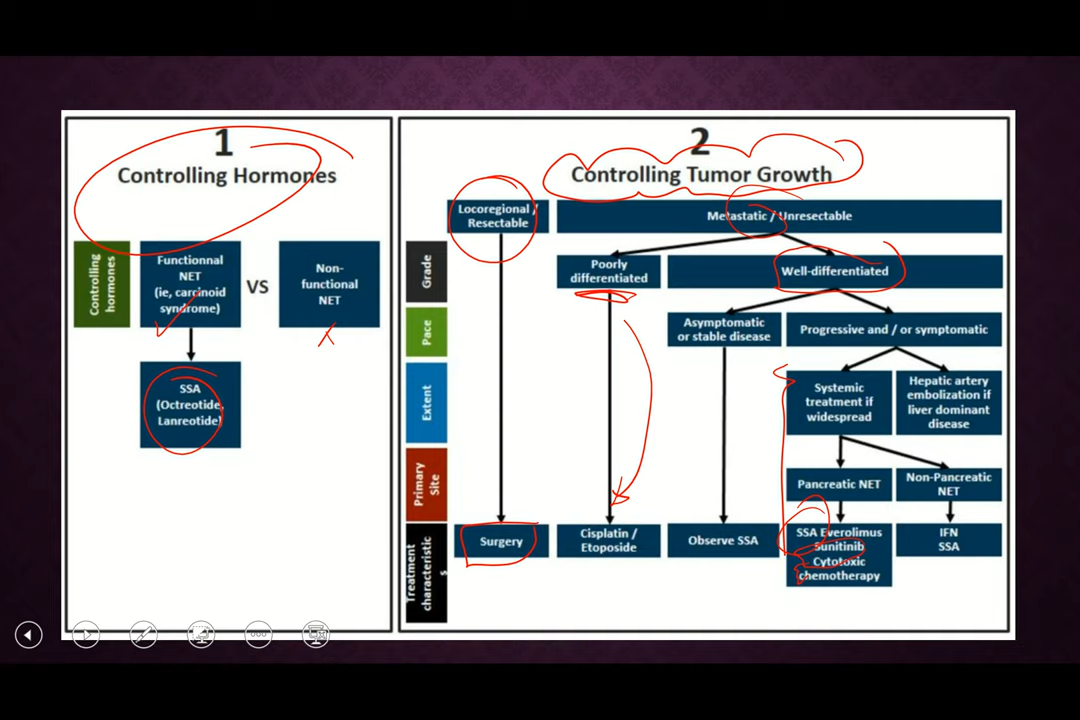 1
Controlling Hormones
Controlling
hormones
Functionnal
NET
(ie, carcinoid
syndrome)
VS
Non-
functional
NET
SSA
(Octreotide,
Lanreotide)
2
Controlling Tumor Growth
Locoregional /
Resectable
Metastatic / Unresectable
Grade
Poorly
differentiated
Well-differentiated
Pace
Asymptomatic
or stable disease
Progressive and / or symptomatic
Extent
Systemic
treatment if
widespread
Hepatic artery
embolization if
liver dominant
disease
Primary
Site
Pancreatic NET
Non-Pancreatic
NET
Treatment
characteristic
s
Surgery
Cisplatin /
Etoposide
Observe SSA
SSA Everolimus
Sunitinib
Cytotoxic
chemotherapy
IFN
SSA